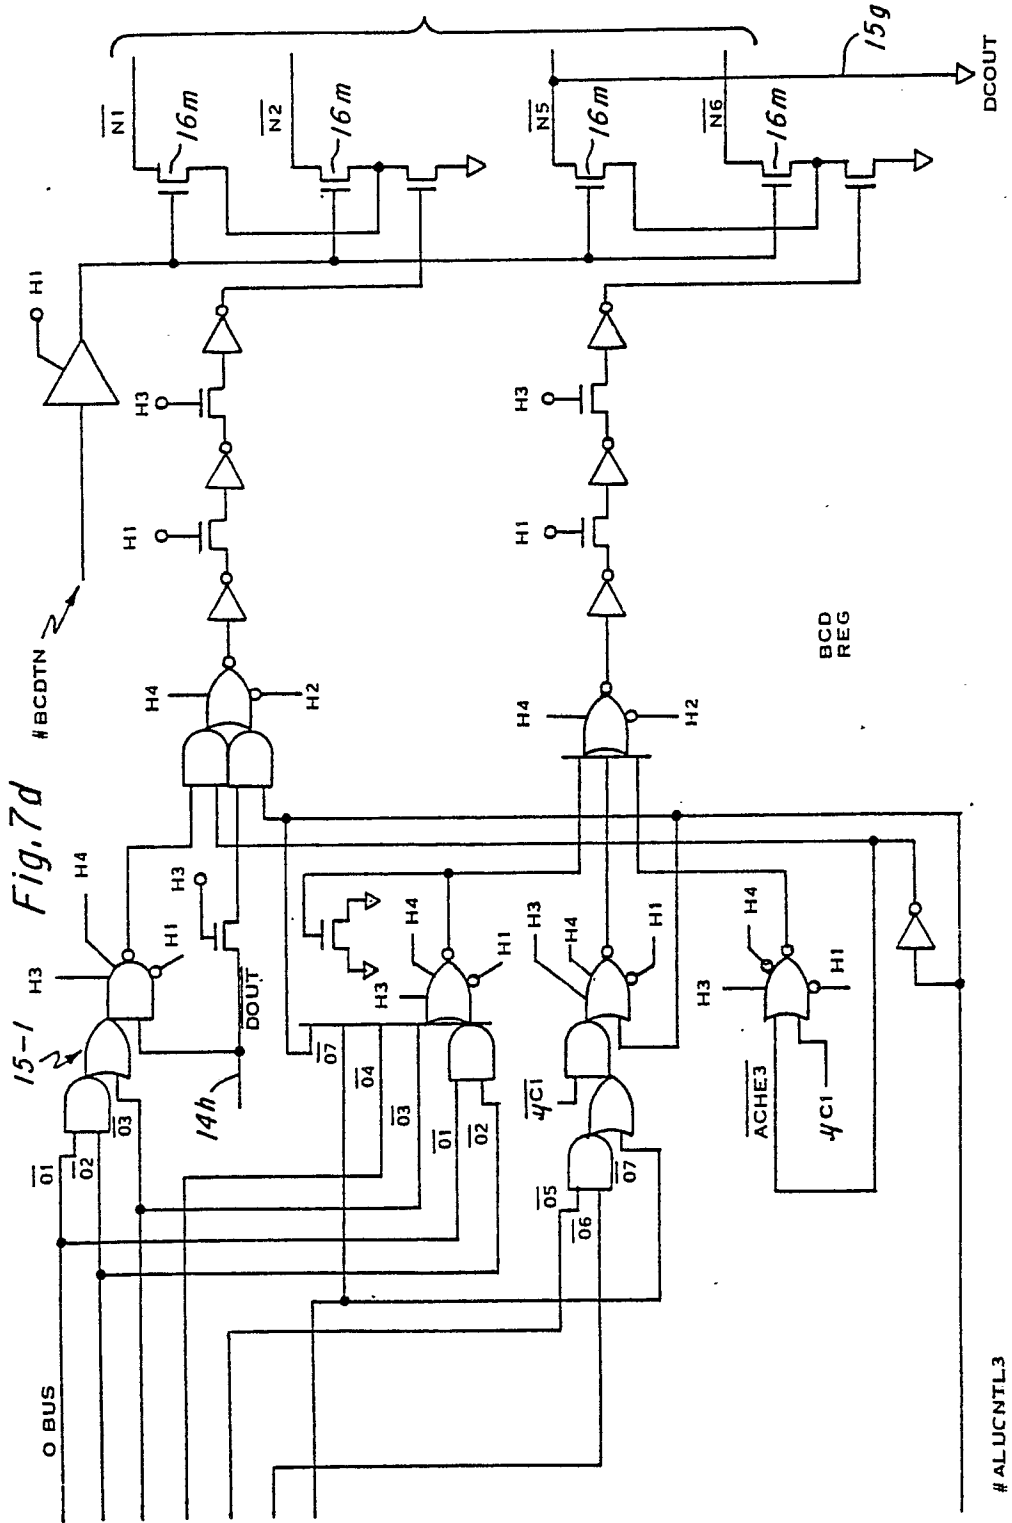 15g
DCOUT
N1
16m
N2
16m
N5
16m
N6
16m
H1
H3
H1
H3
H1
#BCDTN
H4
H2
H4
H2
BCD
REG
Fig. 7d
H4
H3
H1
H3
15-1
DOUT
14h
H4
H1
H3
H3
H4
H1
H4
H3
H1
O BUS
O1
O2
O3
O7
O4
O3
O1
O2
4C1
O5
O6
O7
ACHE3
4C1
#ALUCNTL3